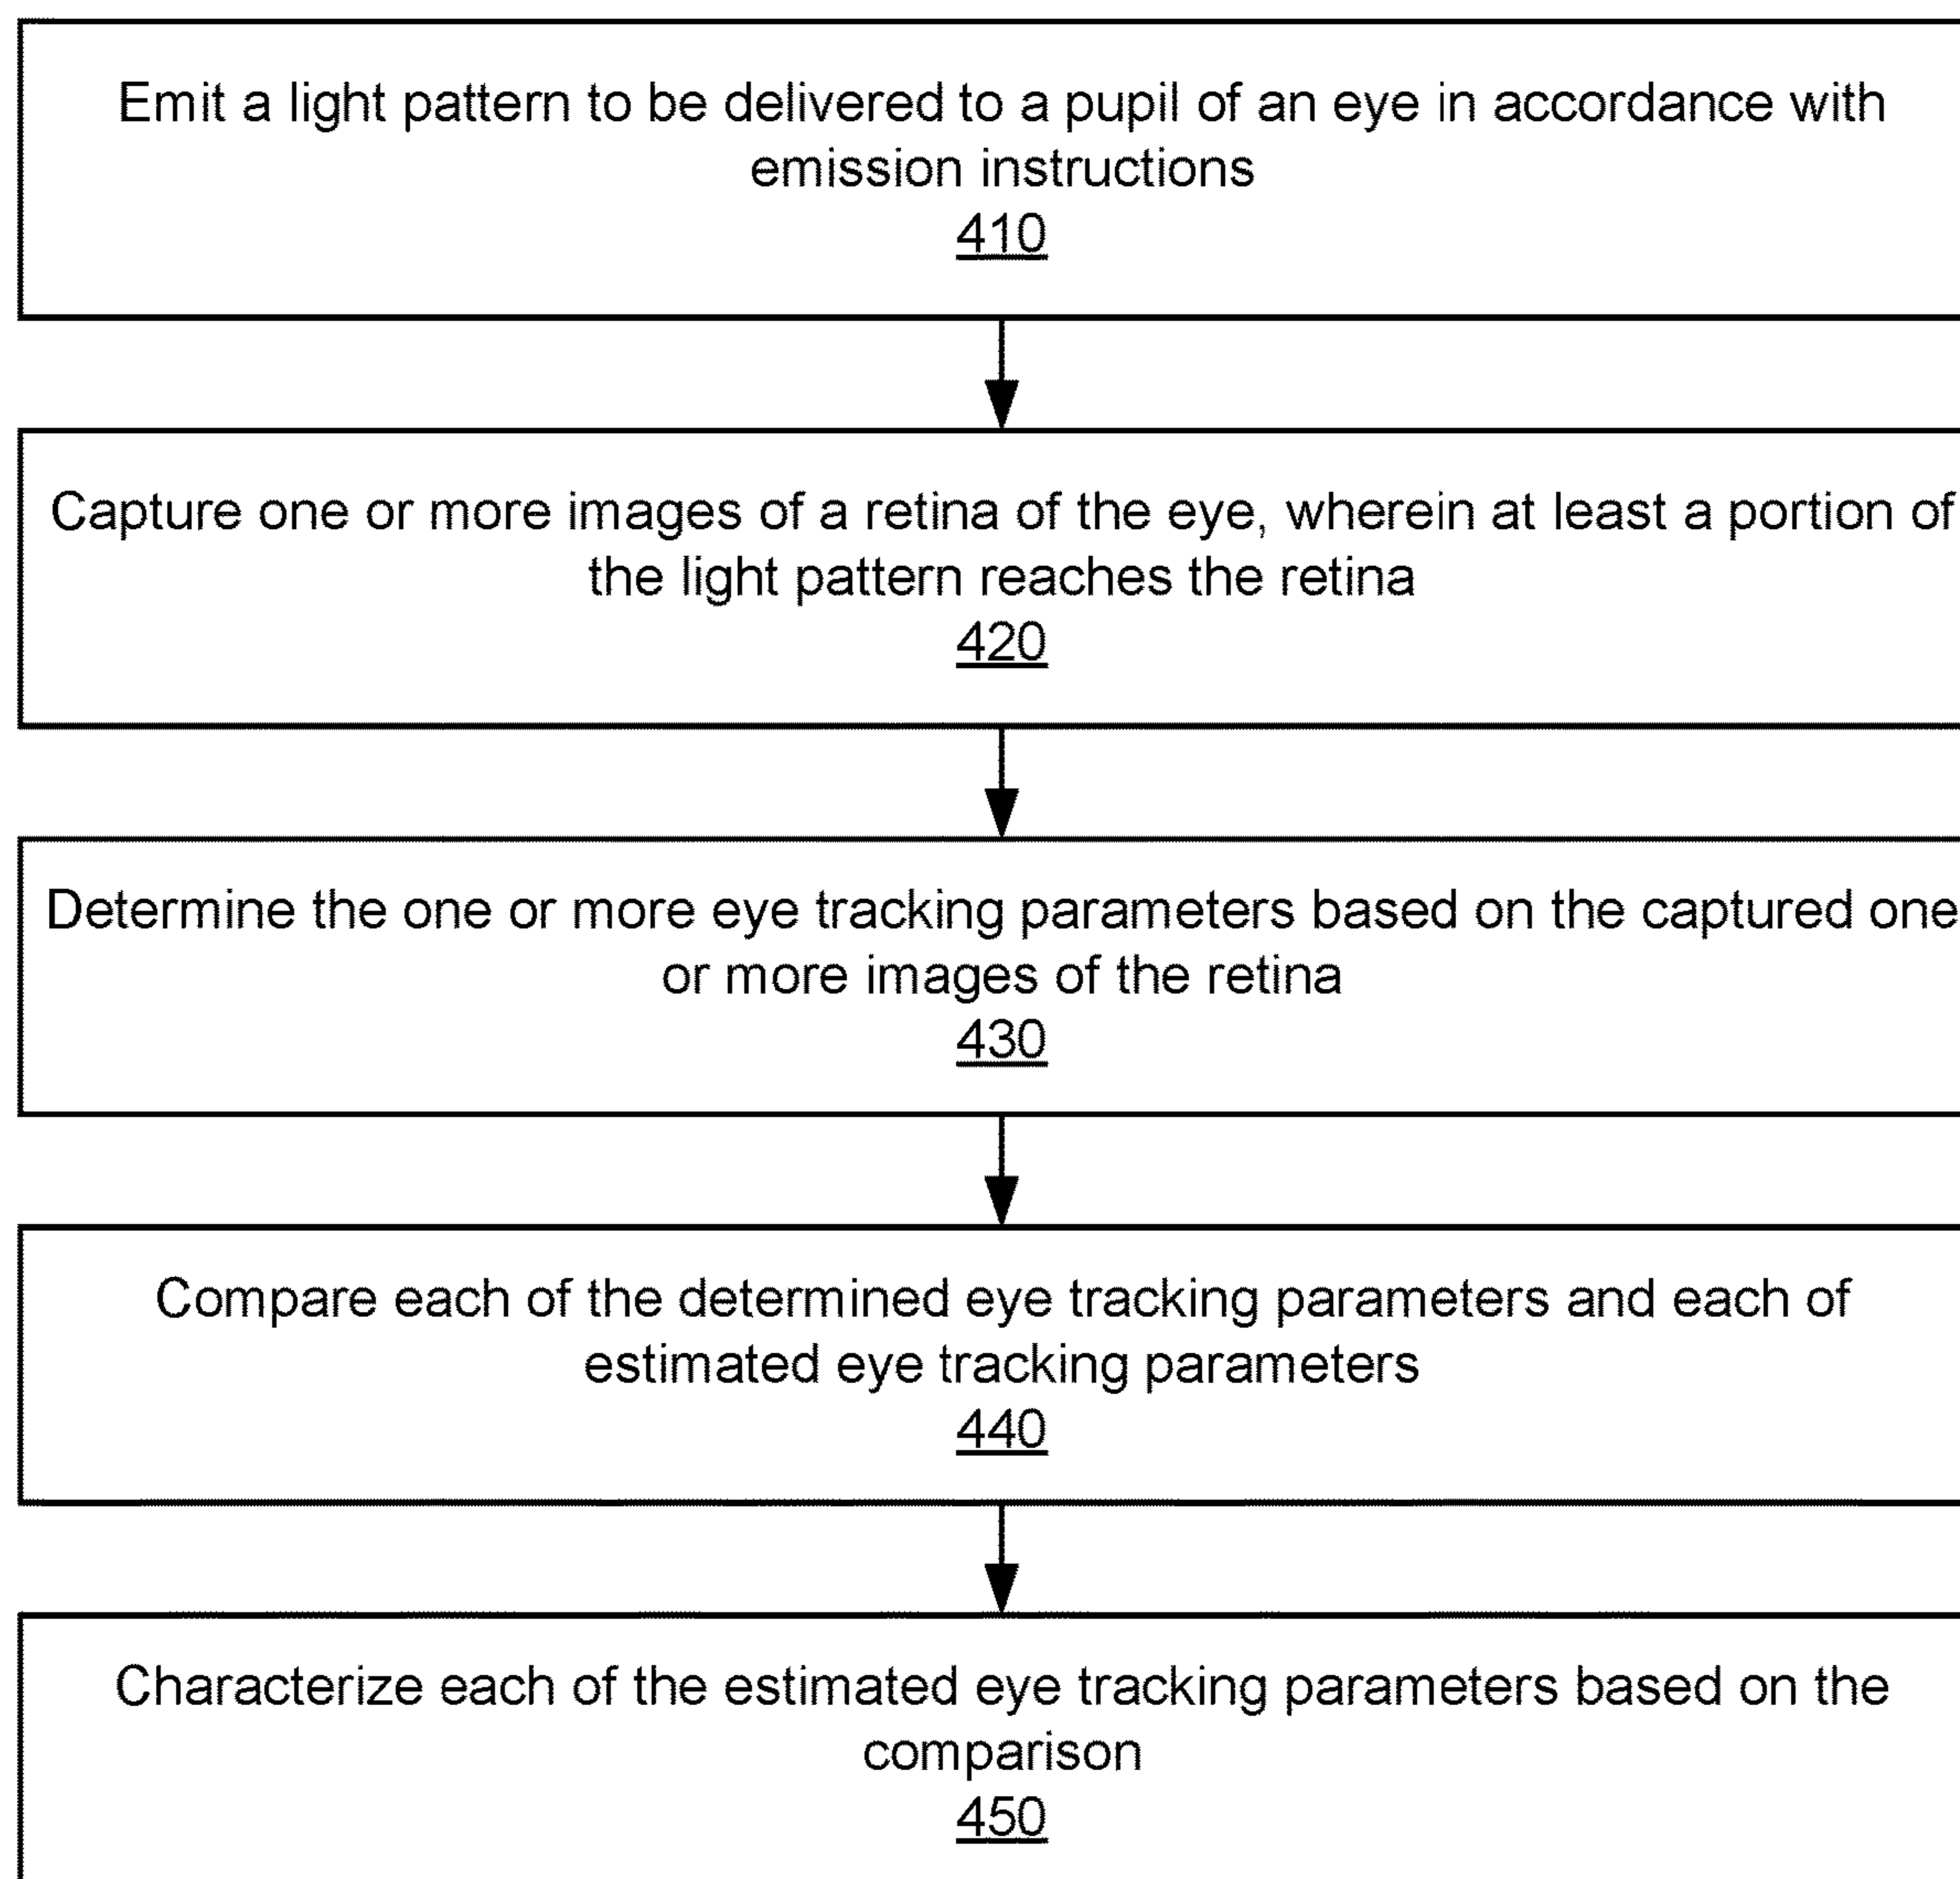 Emit a light pattern to be delivered to a pupil of an eye in accordance with
emission instructions
410
Capture one or more images of a retina of the eye, wherein at least a portion of
the light pattern reaches the retina
420
Determine the one or more eye tracking parameters based on the captured one
or more images of the retina
430
Compare each of the determined eye tracking parameters and each of
estimated eye tracking parameters
440
Characterize each of the estimated eye tracking parameters based on the
comparison
450